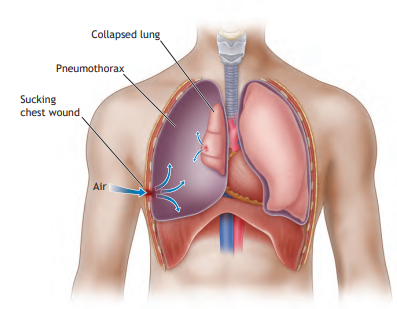 Collapsed lung
Pneumothorax
Sucking
chest wound
Air